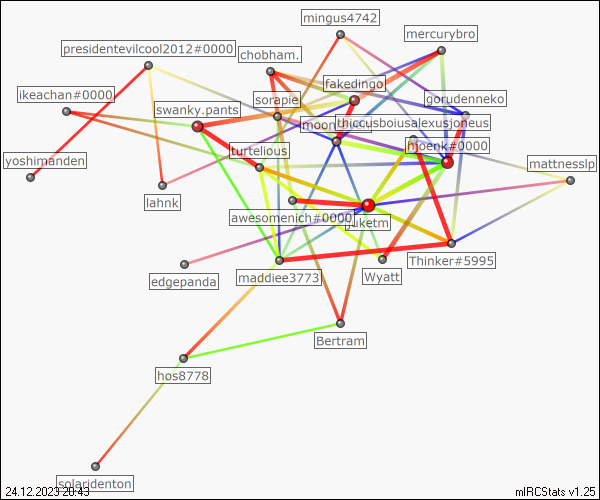 mingus4742
mercurybro
presidentevilcool2012#0000
chobham.
fakedingo
ikeachan#0000
gorudenneko
swanky.pants
sorapie
thiccusboiusalexusjoneus
hjoenk#0000
turtelious
yoshimanden
mattnesslp
lahnk
awesomenich#0000
juketm
Thinker#5995
maddiee3773
Wyatt
edgepanda
Bertram
hos8778
solaridenton
24.12.2023 20:43
mIRCStats v1.25